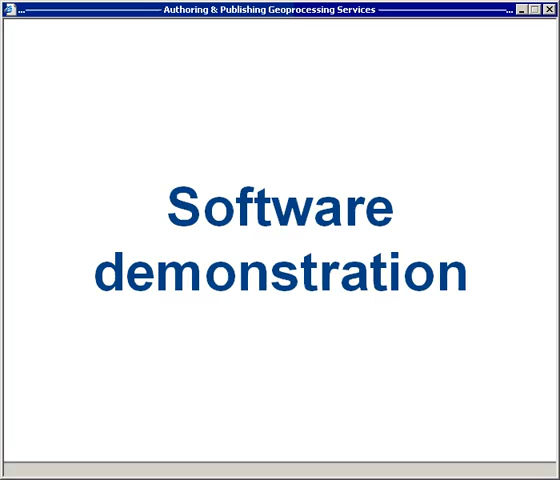 ... Authoring & Publishing Geoprocessing Services ...
Software
demonstration